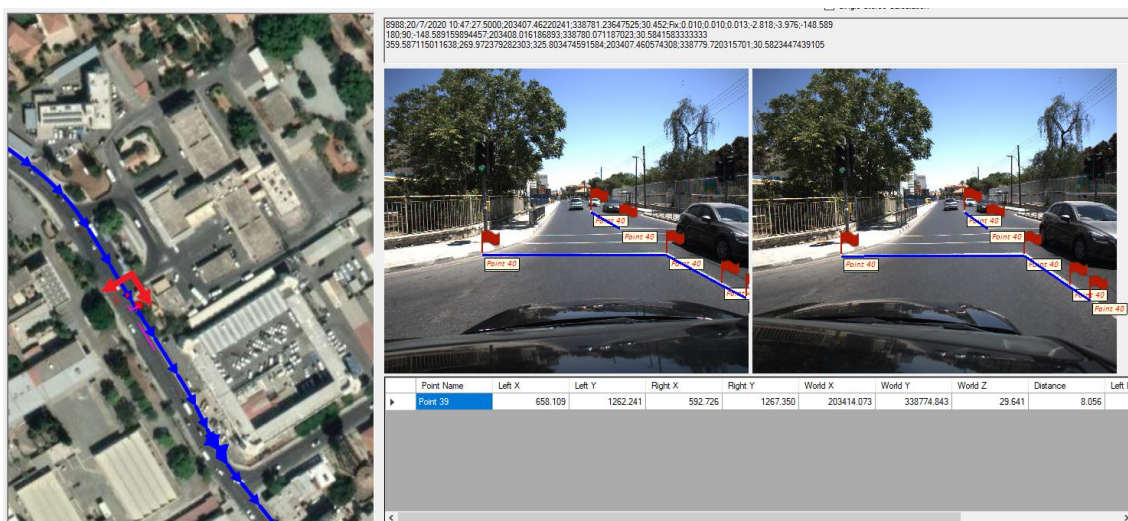 Single Stereo Calculation
8988;20/7/2020 10:47:27.5000;203407.46220241;338781.23647525;30.452;Fix;0.010;0.010;0.013;-2.818;-3.976;-148.589
180;90;-148.589159894457;203408.016186893;338780.071187023;30.5841583333333
359.587115011638;269.972379282303;325.803474591584;203407.460574308;338779.720315701;30.5823447439105
Point 40
Point 40
Point 40
Point 40
Point 40
Point 40
Point 40
Point 40
Point 40
Point Name Left X Left Y Right X Right Y World X World Y World Z Distance Left
Point 39 658.109 1262.241 592.726 1267.350 203414.073 338774.843 29.641 8.056